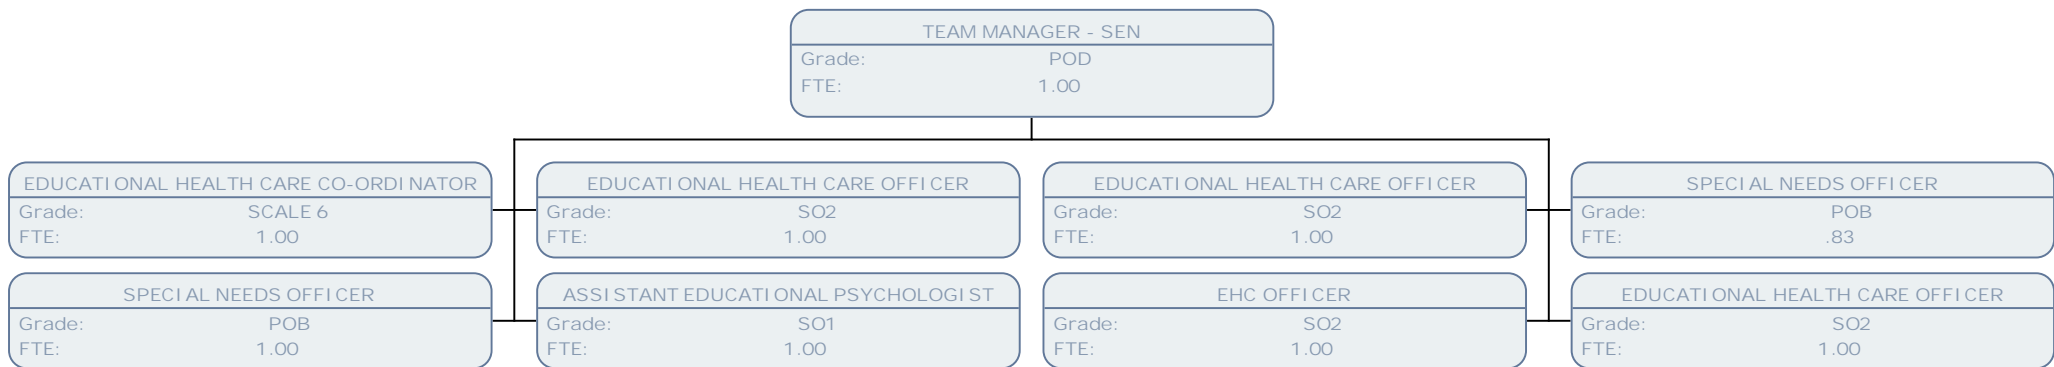 TEAM MANAGER - SEN
Grade: POD
FTE: 1.00
EDUCATIONAL HEALTH CARE CO-ORDINATOR
Grade: SCALE 6
FTE: 1.00
EDUCATIONAL HEALTH CARE OFFICER
Grade: SO2
FTE: 1.00
EDUCATIONAL HEALTH CARE OFFICER
Grade: SO2
FTE: 1.00
SPECIAL NEEDS OFFICER
Grade: POB
FTE: .83
SPECIAL NEEDS OFFICER
Grade: POB
FTE: 1.00
ASSISTANT EDUCATIONAL PSYCHOLOGIST
Grade: SO1
FTE: 1.00
EHC OFFICER
Grade: SO2
FTE: 1.00
EDUCATIONAL HEALTH CARE OFFICER
Grade: SO2
FTE: 1.00